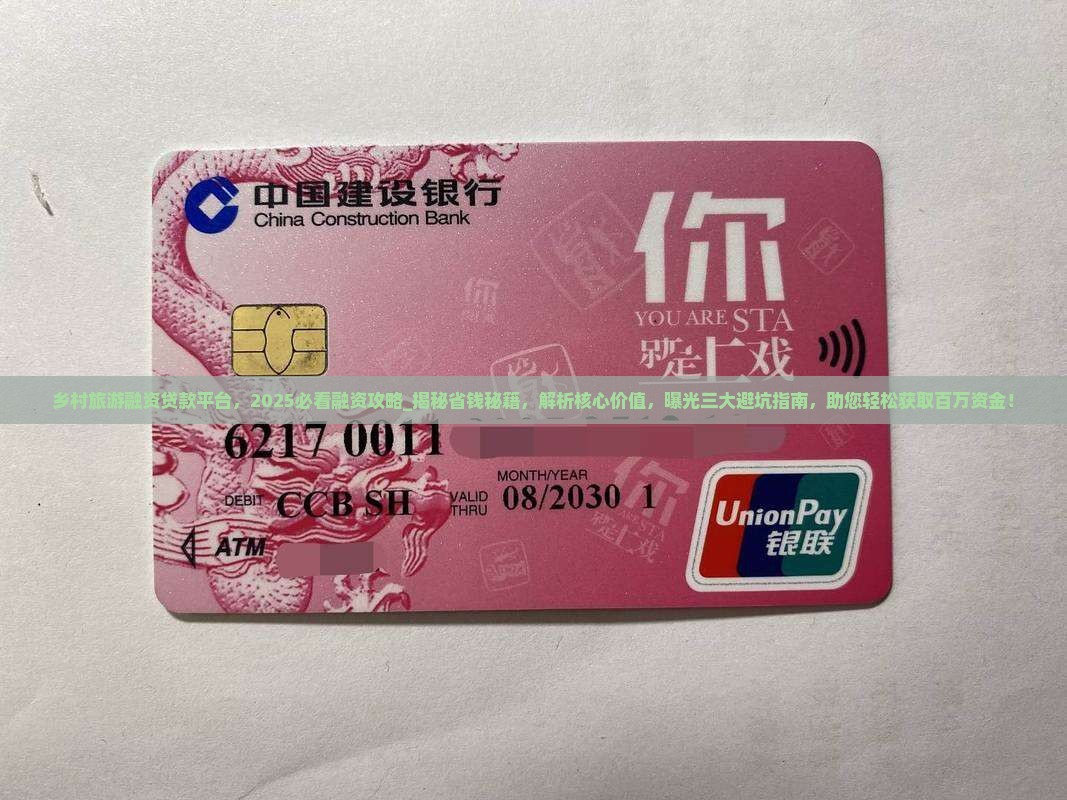 中国建设银行
China Construction Bank
你
YOU ARE STA
就是上戏
乡村旅游融资贷款平台，2025必看融资攻略_揭秘省钱秘籍，解析核心价值，曝光三大避坑指南，助您轻松获取百万资金！
6217 0011
MONTH/YEAR
DEBIT CCB SH VALID THRU 08/2030 1
ATM
UnionPay
银联